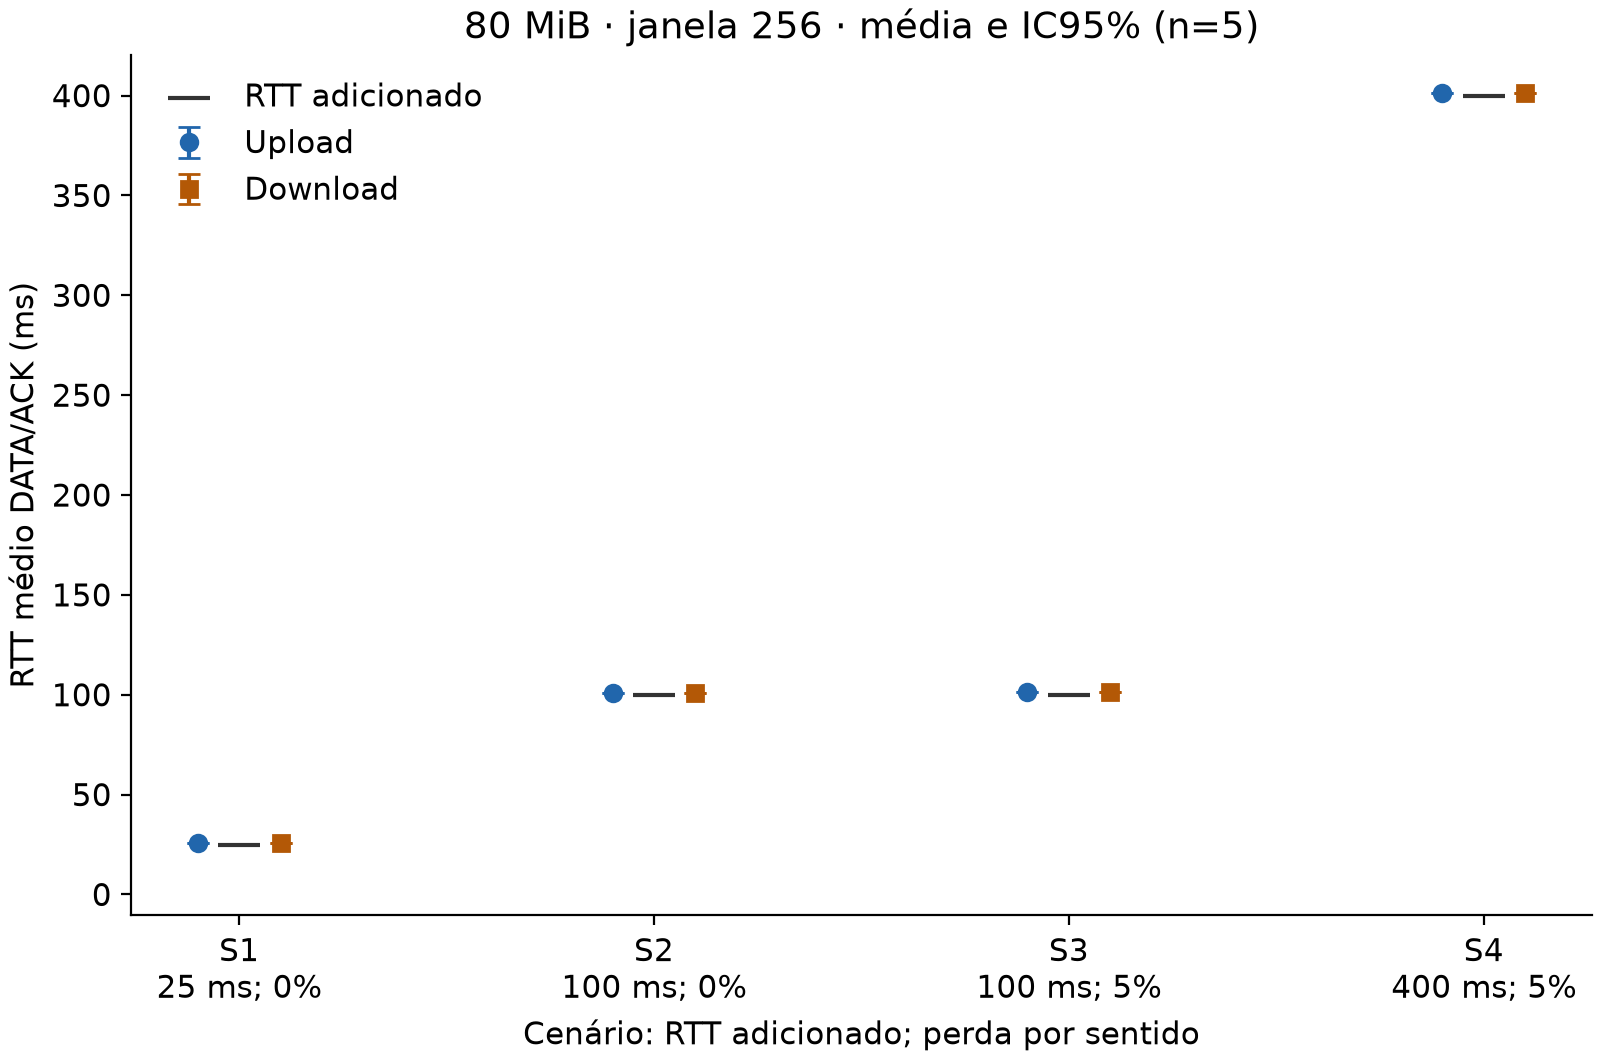 80 MiB · janela 256 · média e IC95% (n=5)
RTT adicionado
Upload
Download
RTT médio DATA/ACK (ms)
400
350
300
250
200
150
100
50
0
S1
25 ms; 0%
S2
100 ms; 0%
S3
100 ms; 5%
S4
400 ms; 5%
Cenário: RTT adicionado; perda por sentido